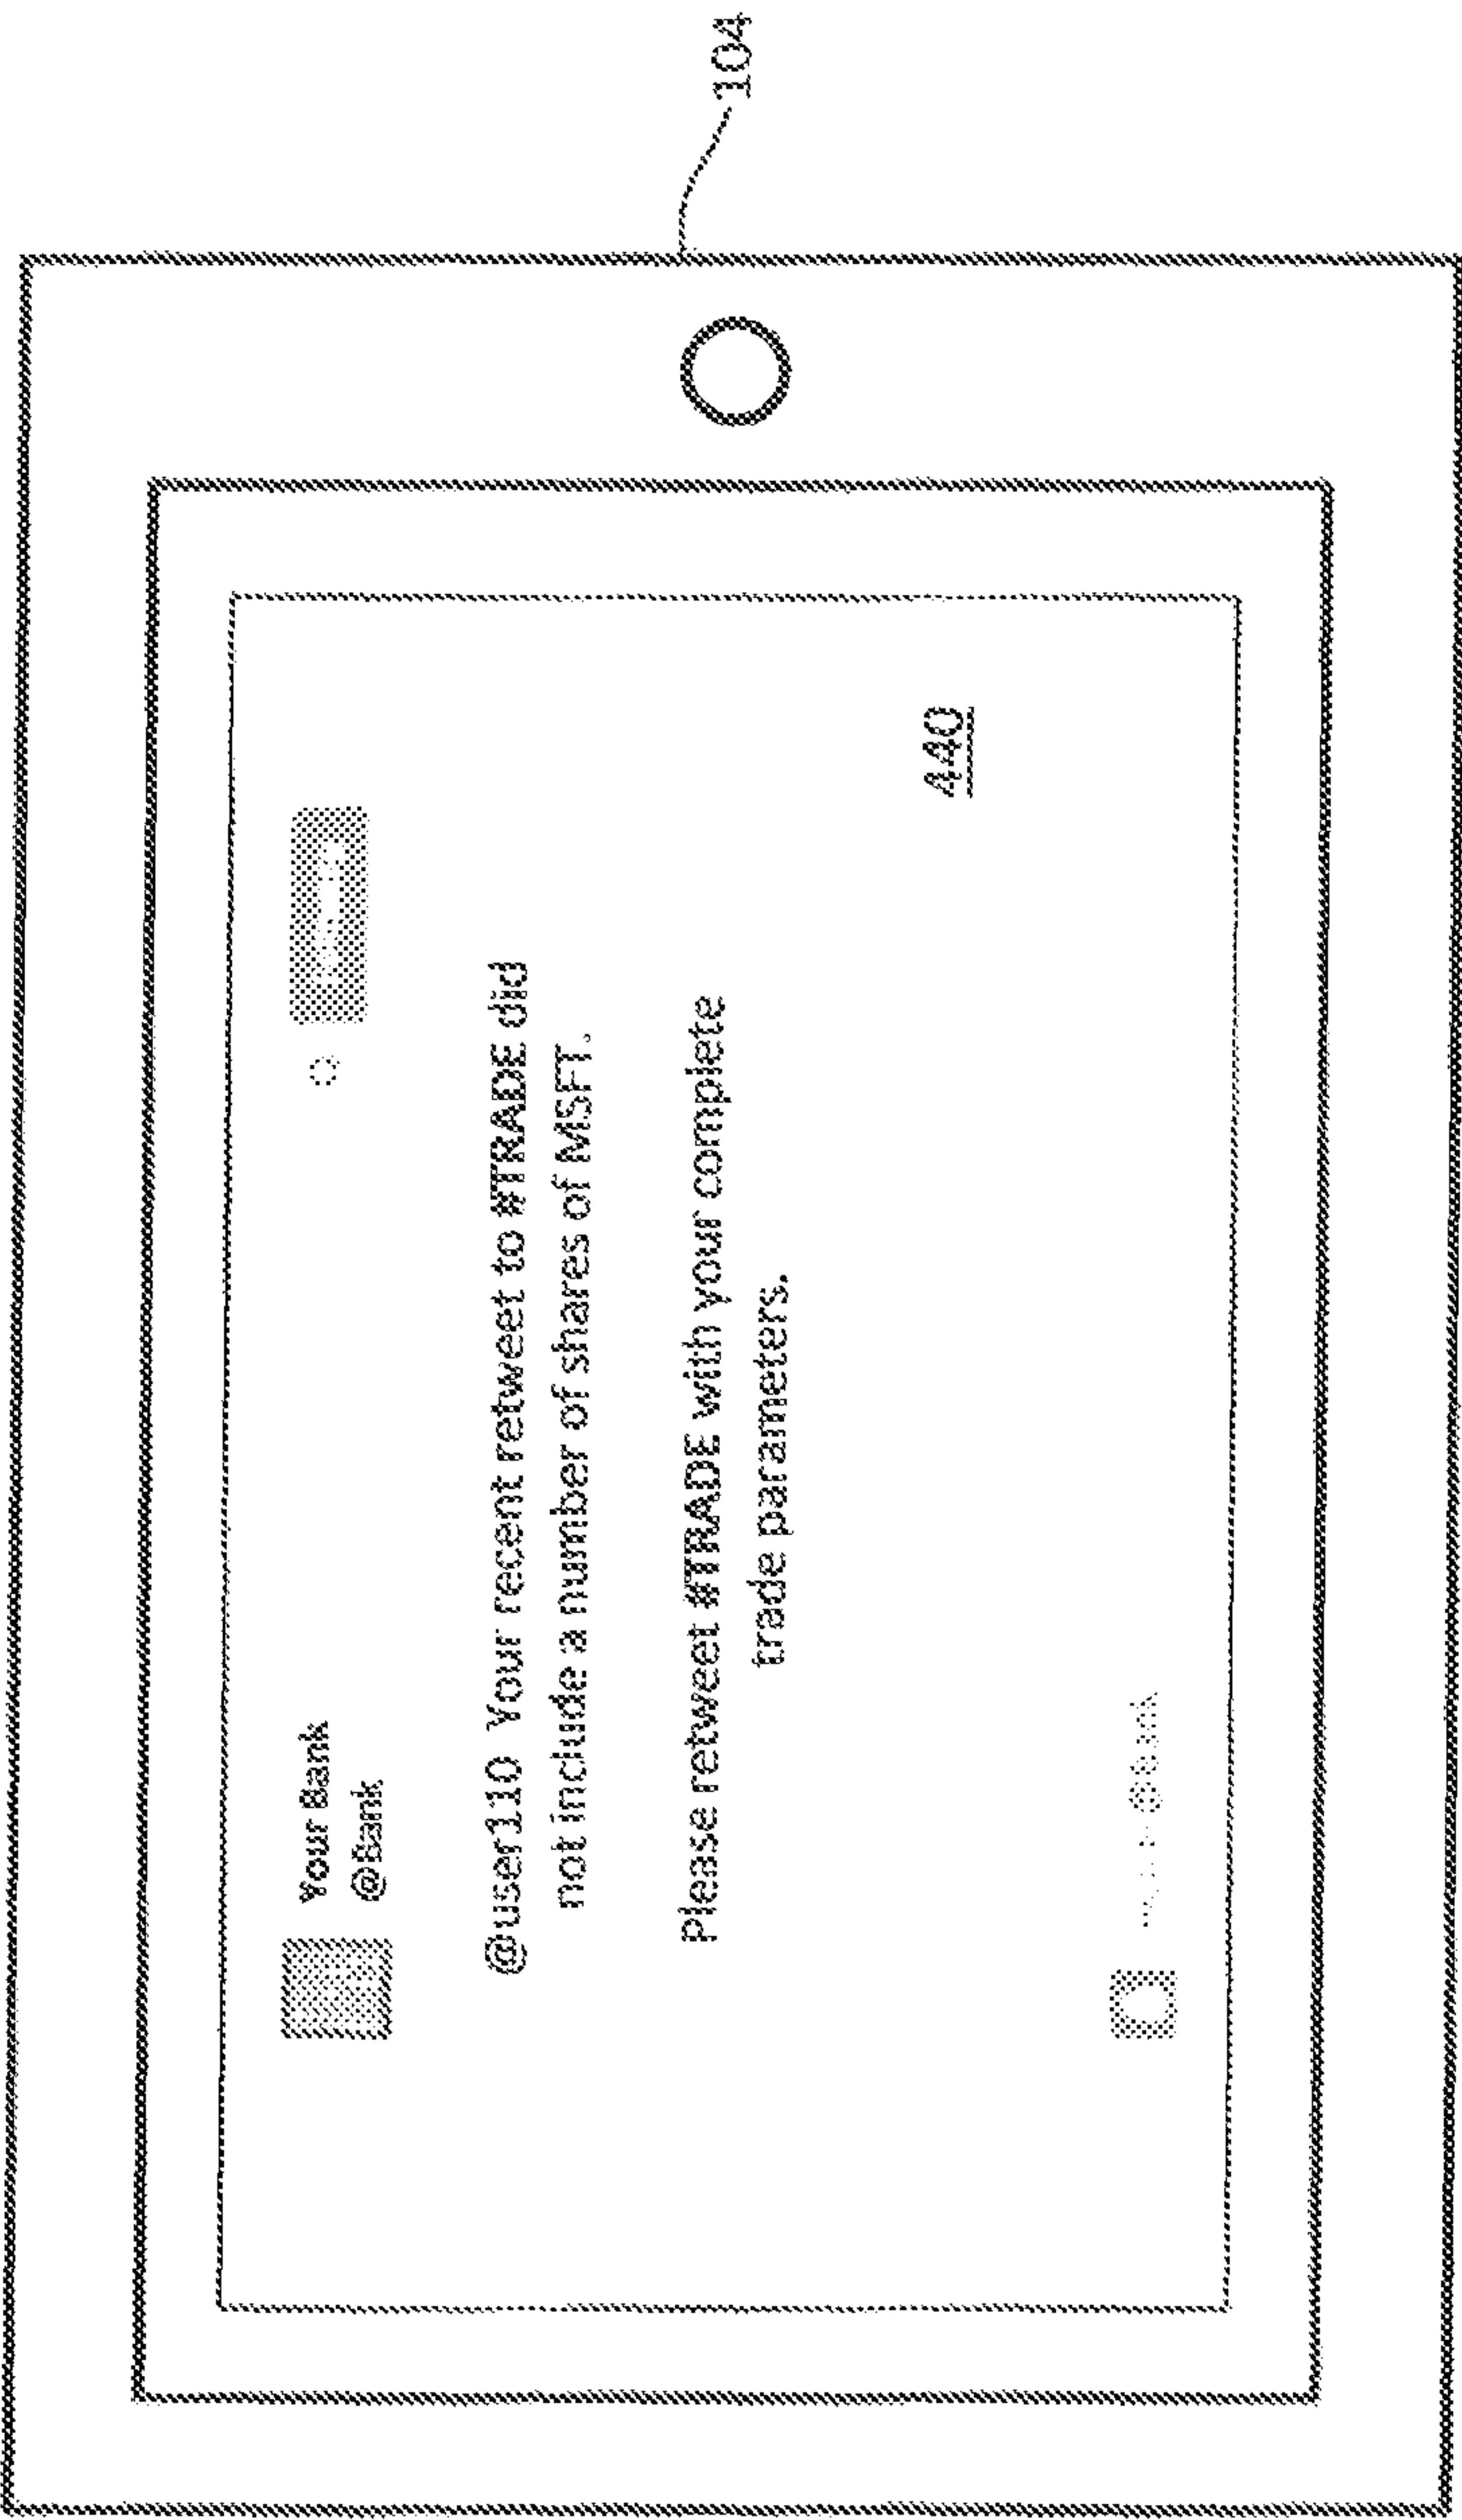 Your Bank
@Bank
@user110 Your recent retweet to #TRADE did
not include a number of shares of MSFT.
Please retweet #TRADE with your complete
trade parameters.
440
@Bank
104